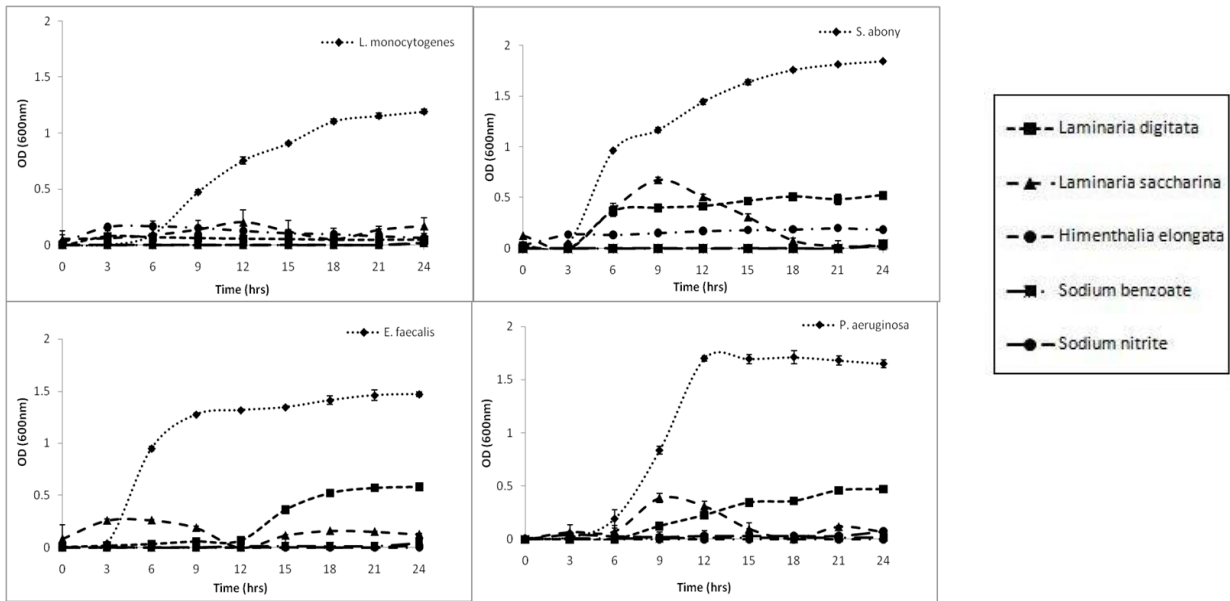 L. monocytogenes
2
1.5
1
0.5
0
OD (600nm)
0 3 6 9 12 15 18 21 24
Time (hrs)
S. abony
2
1.5
1
0.5
0
OD (600nm)
0 3 6 9 12 15 18 21 24
Time (hrs)
E. faecalis
2
1.5
1
0.5
0
OD (600nm)
0 3 6 9 12 15 18 21 24
Time (hrs)
P. aeruginosa
2
1.5
1
0.5
0
OD (600nm)
0 3 6 9 12 15 18 21 24
Time (hrs)
Laminaria digitata
Laminaria saccharina
Himenthalia elongata
Sodium benzoate
Sodium nitrite